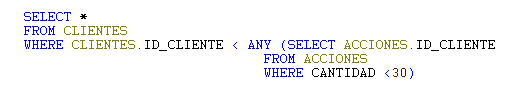 SELECT *
FROM CLIENTES
WHERE CLIENTES.ID_CLIENTE < ANY (SELECT ACCIONES.ID_CLIENTE
FROM ACCIONES
WHERE CANTIDAD <30)